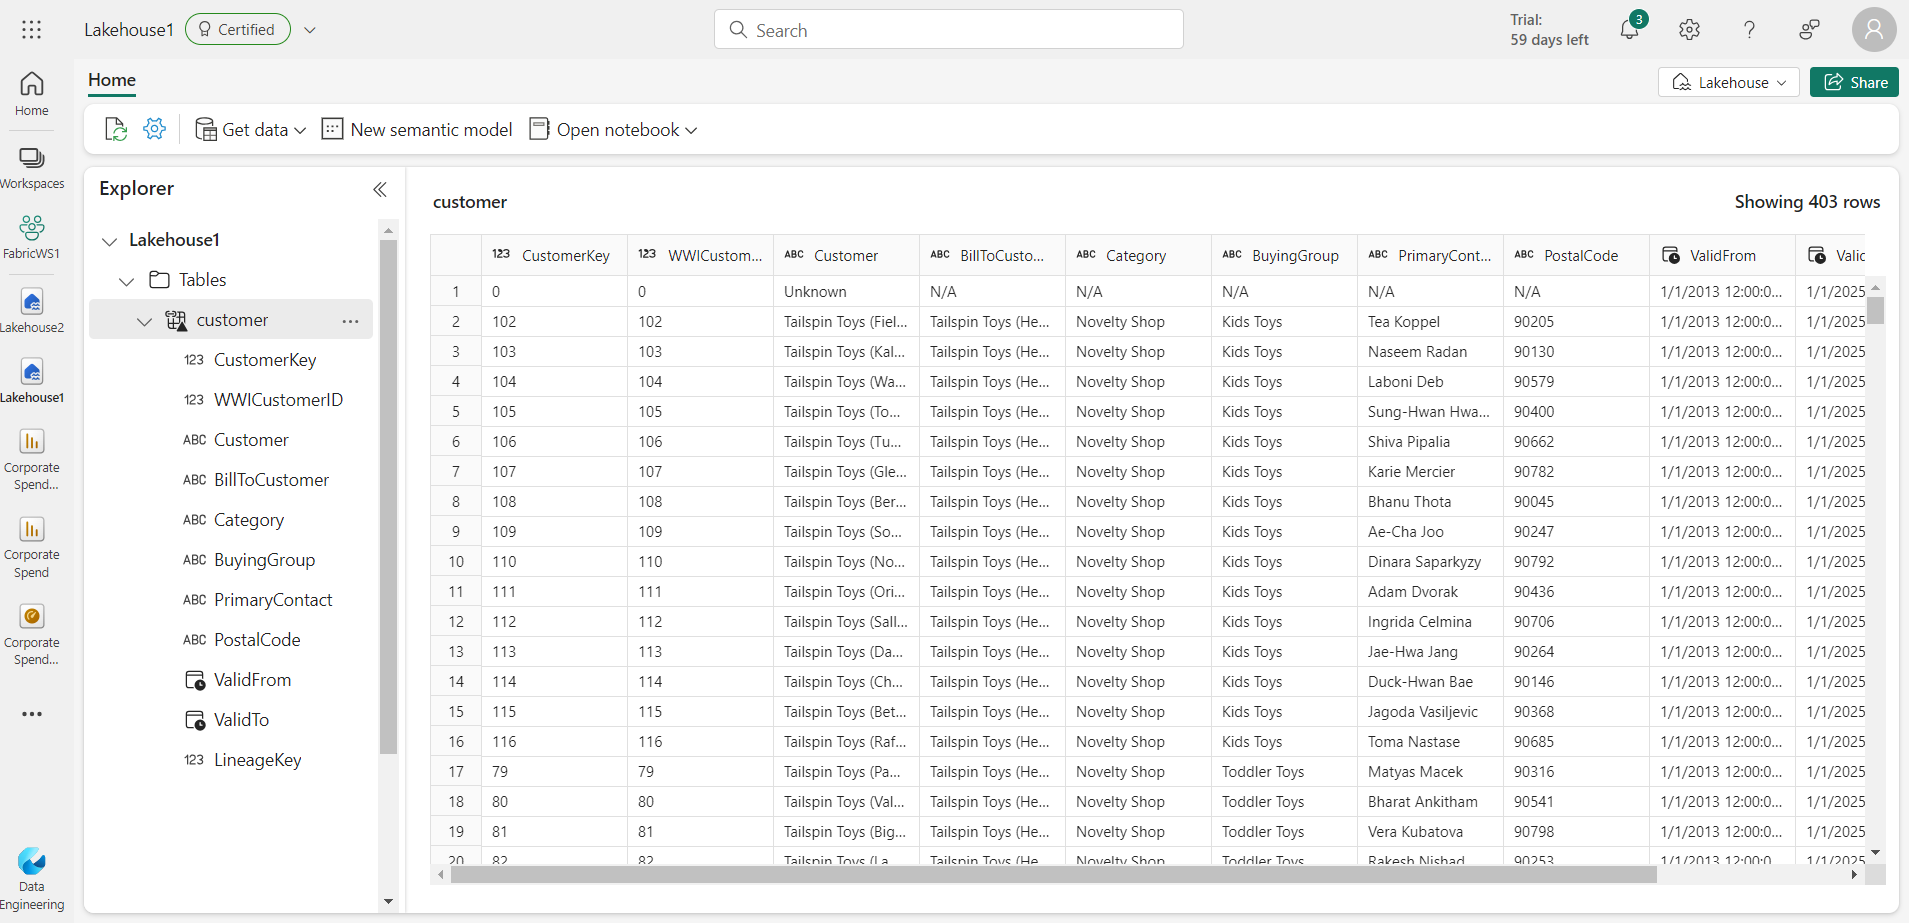 Lakehouse1 Certified
Search
Trial:
59 days left
3
Home
Workspaces
FabricWS1
Lakehouse2
Lakehouse1
Corporate
Spend...
Corporate
Spend
Corporate
Spend...
Data
Engineering
Home
Lakehouse
Share
Get data
New semantic model
Open notebook
Explorer
Lakehouse1
Tables
customer ...
123 CustomerKey
123 WWICustomerID
ABC Customer
ABC BillToCustomer
ABC Category
ABC BuyingGroup
ABC PrimaryContact
ABC PostalCode
ValidFrom
ValidTo
123 LineageKey
customer
Showing 403 rows
123 CustomerKey 123 WWICustom... ABC Customer ABC BillToCusto... ABC Category ABC BuyingGroup ABC PrimaryCont... ABC PostalCode ValidFrom Valid
1 0 0 Unknown N/A N/A N/A N/A N/A 1/1/2013 12:00:0... 1/1/2025
2 102 102 Tailspin Toys (Fiel... Tailspin Toys (He... Novelty Shop Kids Toys Tea Koppel 90205 1/1/2013 12:00:0... 1/1/2025
3 103 103 Tailspin Toys (Kal... Tailspin Toys (He... Novelty Shop Kids Toys Naseem Radan 90130 1/1/2013 12:00:0... 1/1/2025
4 104 104 Tailspin Toys (Wa... Tailspin Toys (He... Novelty Shop Kids Toys Laboni Deb 90579 1/1/2013 12:00:0... 1/1/2025
5 105 105 Tailspin Toys (To... Tailspin Toys (He... Novelty Shop Kids Toys Sung-Hwan Hwa... 90400 1/1/2013 12:00:0... 1/1/2025
6 106 106 Tailspin Toys (Tu... Tailspin Toys (He... Novelty Shop Kids Toys Shiva Pipalia 90662 1/1/2013 12:00:0... 1/1/2025
7 107 107 Tailspin Toys (Gle... Tailspin Toys (He... Novelty Shop Kids Toys Karie Mercier 90782 1/1/2013 12:00:0... 1/1/2025
8 108 108 Tailspin Toys (Ber... Tailspin Toys (He... Novelty Shop Kids Toys Bhanu Thota 90045 1/1/2013 12:00:0... 1/1/2025
9 109 109 Tailspin Toys (So... Tailspin Toys (He... Novelty Shop Kids Toys Ae-Cha Joo 90247 1/1/2013 12:00:0... 1/1/2025
10 110 110 Tailspin Toys (No... Tailspin Toys (He... Novelty Shop Kids Toys Dinara Saparkyzy 90792 1/1/2013 12:00:0... 1/1/2025
11 111 111 Tailspin Toys (Ori... Tailspin Toys (He... Novelty Shop Kids Toys Adam Dvorak 90436 1/1/2013 12:00:0... 1/1/2025
12 112 112 Tailspin Toys (Sall... Tailspin Toys (He... Novelty Shop Kids Toys Ingrida Celmina 90706 1/1/2013 12:00:0... 1/1/2025
13 113 113 Tailspin Toys (Da... Tailspin Toys (He... Novelty Shop Kids Toys Jae-Hwa Jang 90264 1/1/2013 12:00:0... 1/1/2025
14 114 114 Tailspin Toys (Ch... Tailspin Toys (He... Novelty Shop Kids Toys Duck-Hwan Bae 90146 1/1/2013 12:00:0... 1/1/2025
15 115 115 Tailspin Toys (Bet... Tailspin Toys (He... Novelty Shop Kids Toys Jagoda Vasiljevic 90368 1/1/2013 12:00:0... 1/1/2025
16 116 116 Tailspin Toys (Raf... Tailspin Toys (He... Novelty Shop Kids Toys Toma Nastase 90685 1/1/2013 12:00:0... 1/1/2025
17 79 79 Tailspin Toys (Pa... Tailspin Toys (He... Novelty Shop Toddler Toys Matyas Macek 90316 1/1/2013 12:00:0... 1/1/2025
18 80 80 Tailspin Toys (Val... Tailspin Toys (He... Novelty Shop Toddler Toys Bharat Ankitham 90541 1/1/2013 12:00:0... 1/1/2025
19 81 81 Tailspin Toys (Big... Tailspin Toys (He... Novelty Shop Toddler Toys Vera Kubatova 90798 1/1/2013 12:00:0... 1/1/2025
20 82 82 Tailspin Toys (La... Tailspin Toys (He... Novelty Shop Toddler Toys Rakesh Nishad 90253 1/1/2013 12:00:0... 1/1/2025